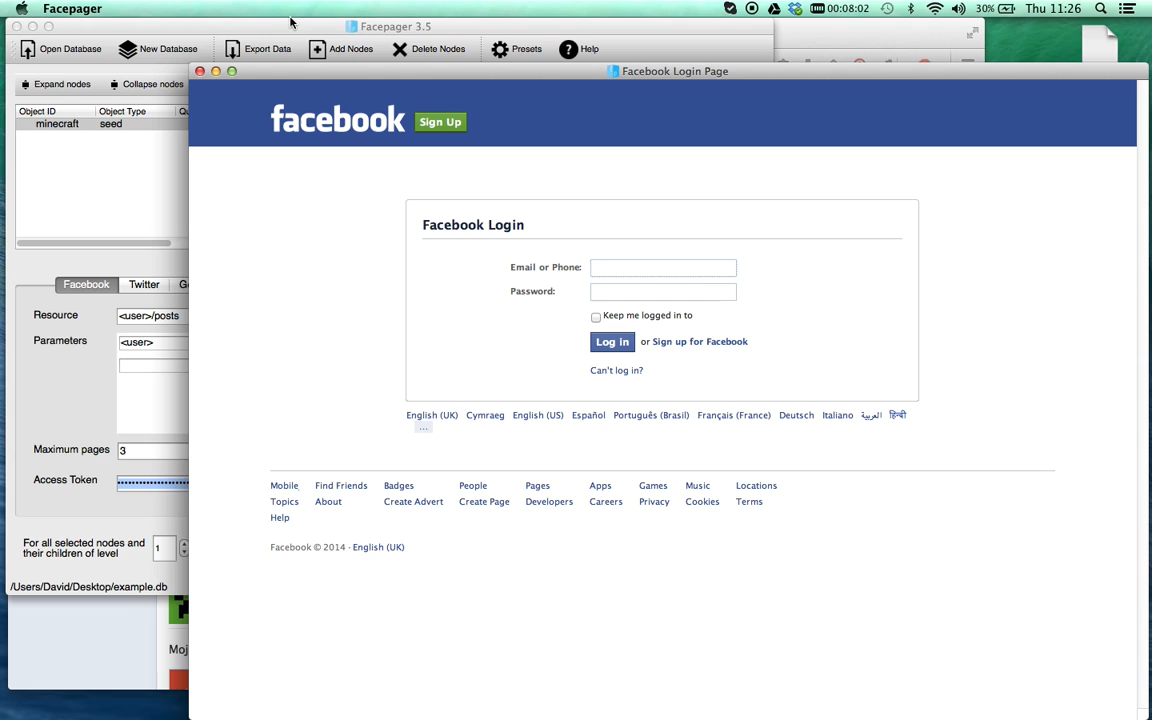 Facepager
00:08:02
30%
Thu 11:26
Facepager 3.5
Open Database
New Database
Export Data
Add Nodes
Delete Nodes
Presets
Help
Facebook Login Page
Expand nodes
Collapse nodes
Object ID
Object Type
minecraft
seed
facebook
Sign Up
Facebook Login
Email or Phone:
Password:
Keep me logged in to
Log in or Sign up for Facebook
Can't log in?
Facebook
Twitter
Resource
<user>/posts
Parameters
<user>
Maximum pages
3
Access Token
For all selected nodes and
their children of level
1
/Users/David/Desktop/example.db
English (UK) Cymraeg English (US) Español Português (Brasil) Français (France) Deutsch Italiano العربية हिन्दी
...
Mobile Find Friends Badges People Pages Apps Games Music Locations
Topics About Create Advert Create Page Developers Careers Privacy Cookies Terms
Help
Facebook © 2014 · English (UK)